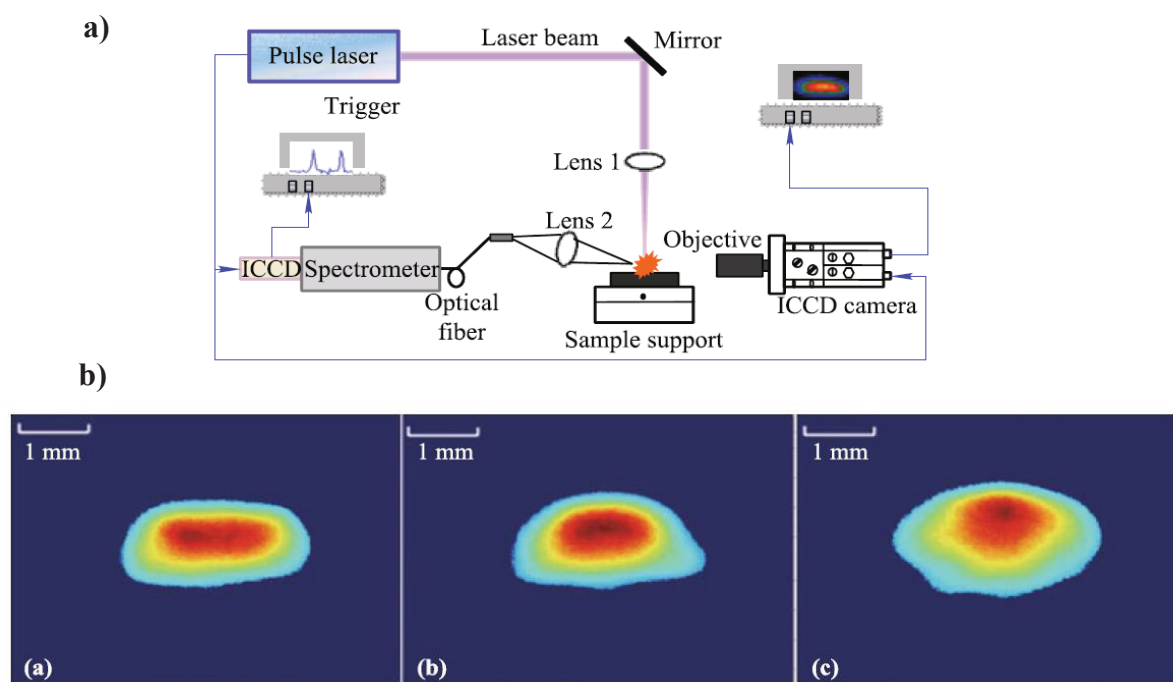 a)
Laser beam
Mirror
Pulse laser
Trigger
Lens 1
Lens 2
Objective
ICCD
Spectrometer
Optical
fiber
ICCD camera
Sample support
b)
1 mm
1 mm
1 mm
(a)
(b)
(c)